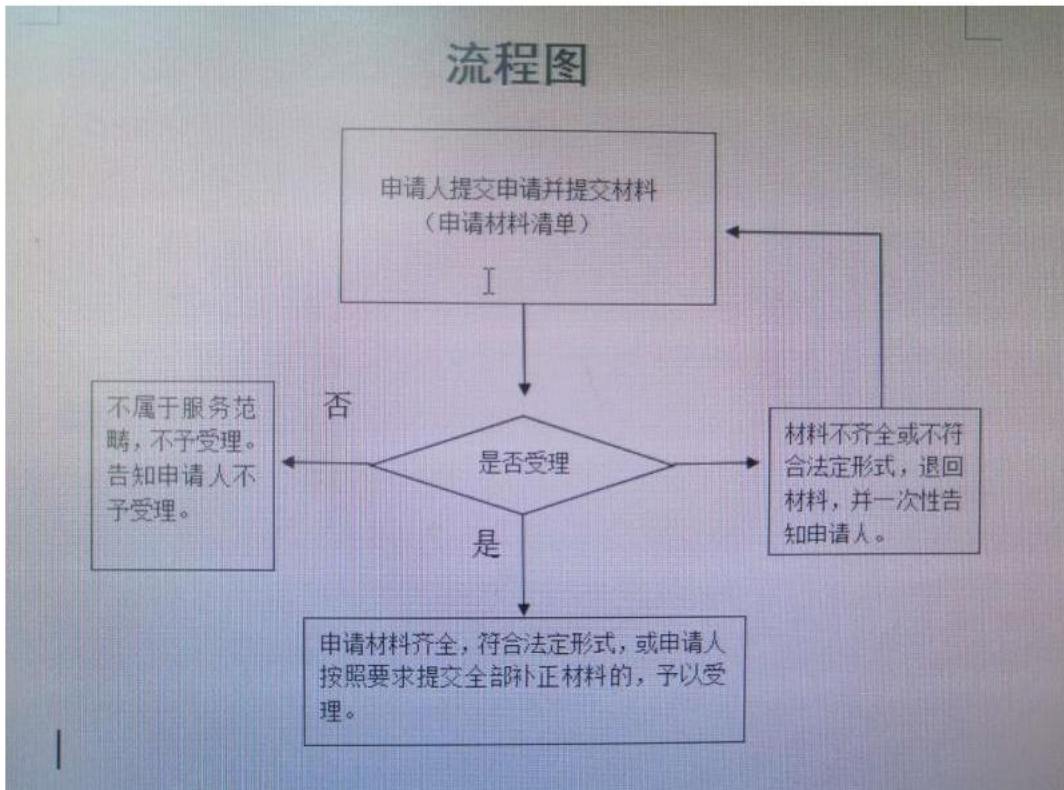 流程图
申请人提交申请并提交材料
（申请材料清单）
否
不属于服务范
畴，不予受理。
告知申请人不
予受理。
是否受理
材料不齐全或不符
合法定形式，退回
材料，并一次性告
知申请人。
是
申请材料齐全，符合法定形式，或申请人
按照要求提交全部补正材料的，予以受
理。